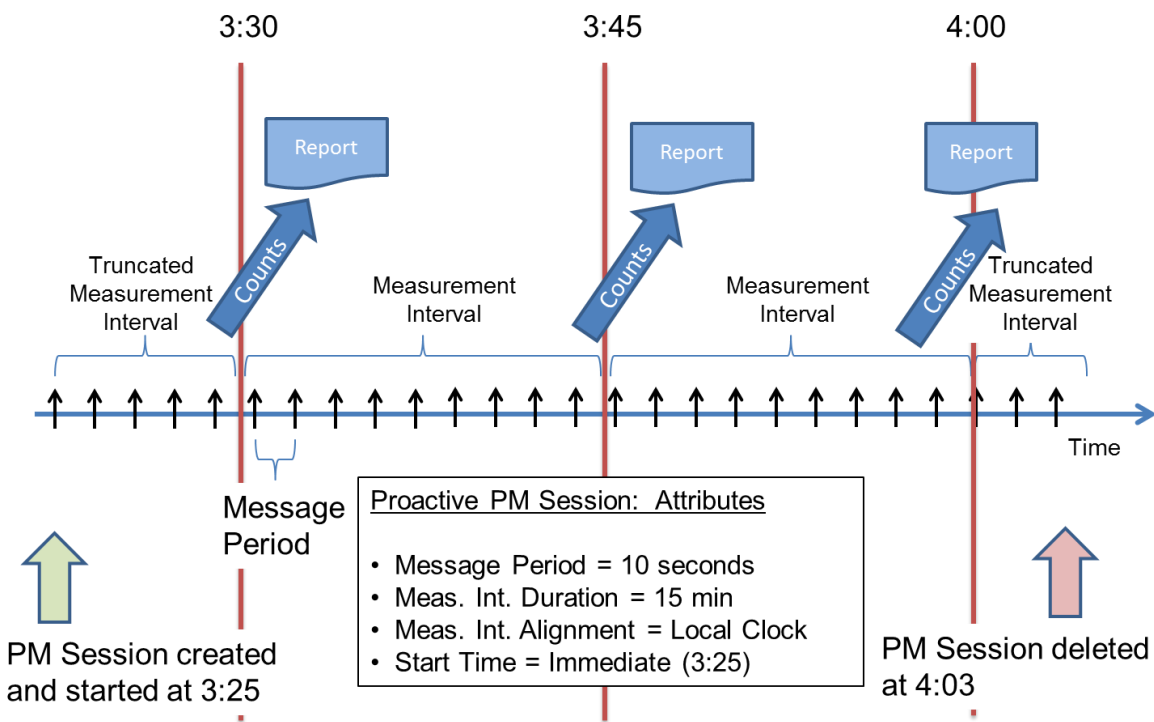 3:30
3:45
4:00
Report
Report
Report
Counts
Counts
Counts
Truncated
Measurement
Interval
Measurement
Interval
Measurement
Interval
Truncated
Measurement
Interval
Time
Message
Period
Proactive PM Session: Attributes
• Message Period = 10 seconds
• Meas. Int. Duration = 15 min
• Meas. Int. Alignment = Local Clock
• Start Time = Immediate (3:25)
PM Session created
and started at 3:25
PM Session deleted
at 4:03